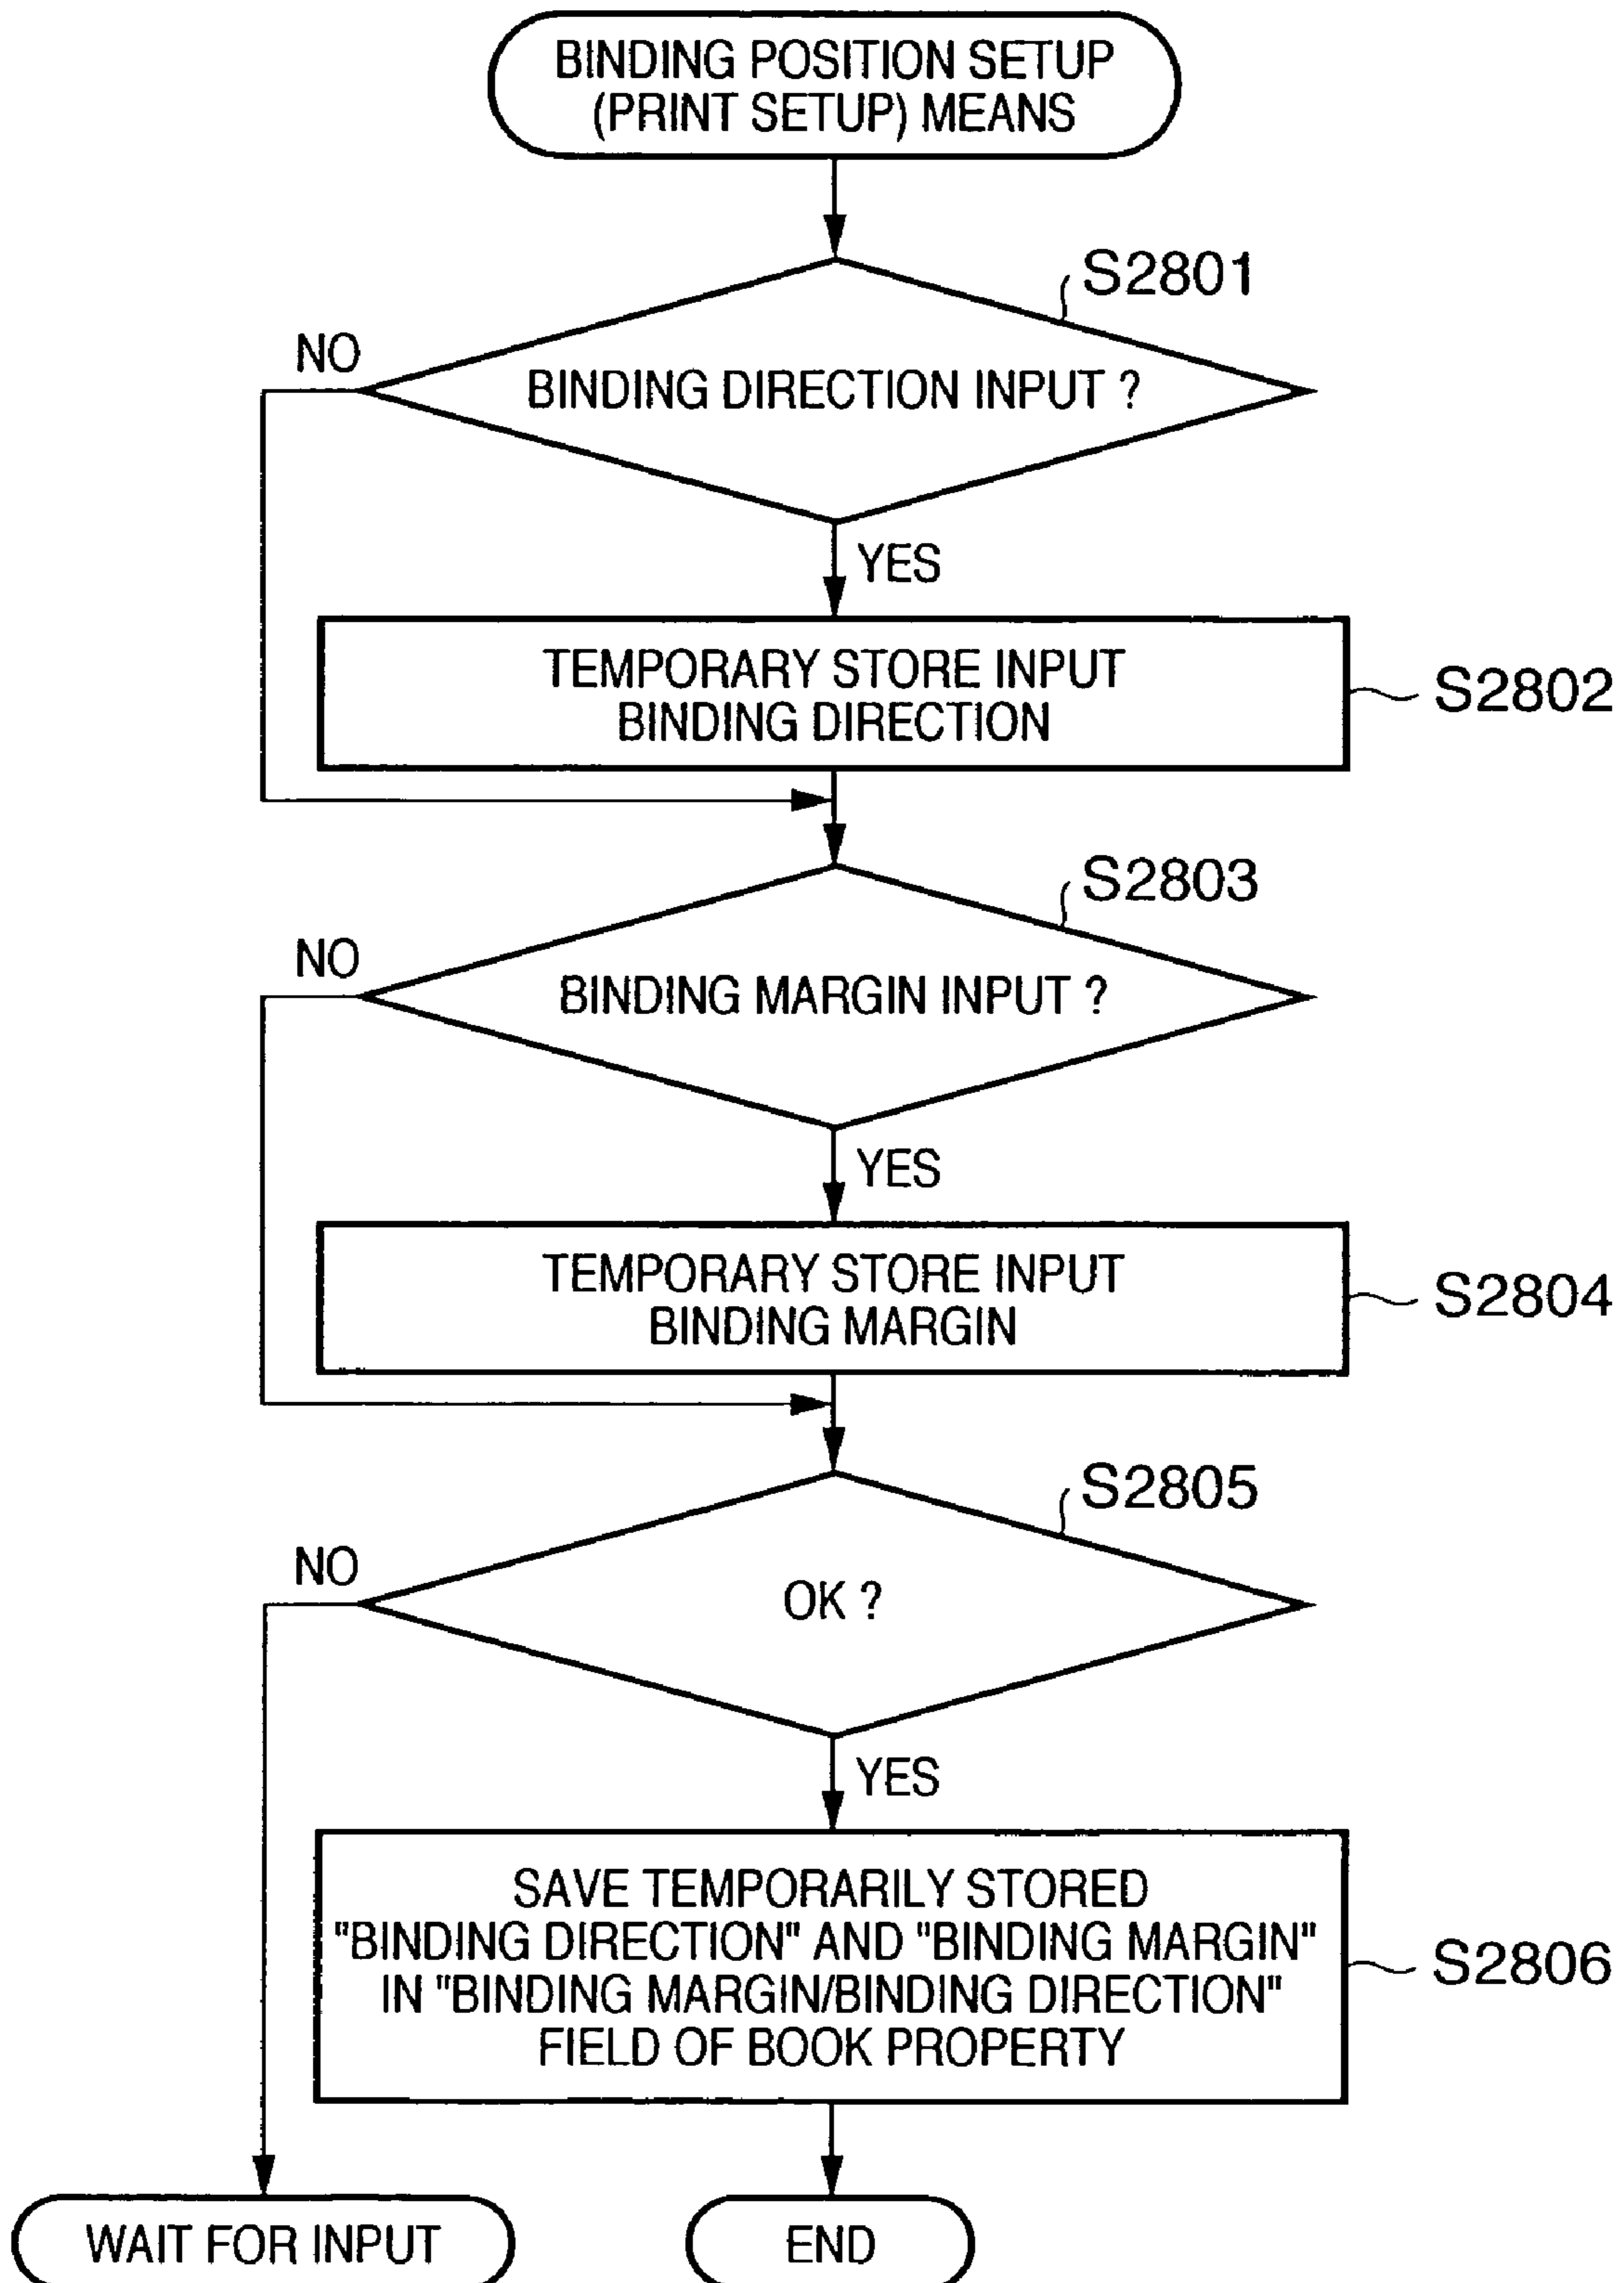 BINDING POSITION SETUP
(PRINT SETUP) MEANS
S2801
NO
BINDING DIRECTION INPUT ?
YES
TEMPORARY STORE INPUT
BINDING DIRECTION
S2802
S2803
NO
BINDING MARGIN INPUT ?
YES
TEMPORARY STORE INPUT
BINDING MARGIN
S2804
S2805
NO
OK ?
YES
SAVE TEMPORARILY STORED
"BINDING DIRECTION" AND "BINDING MARGIN"
IN "BINDING MARGIN/BINDING DIRECTION"
FIELD OF BOOK PROPERTY
S2806
WAIT FOR INPUT
END